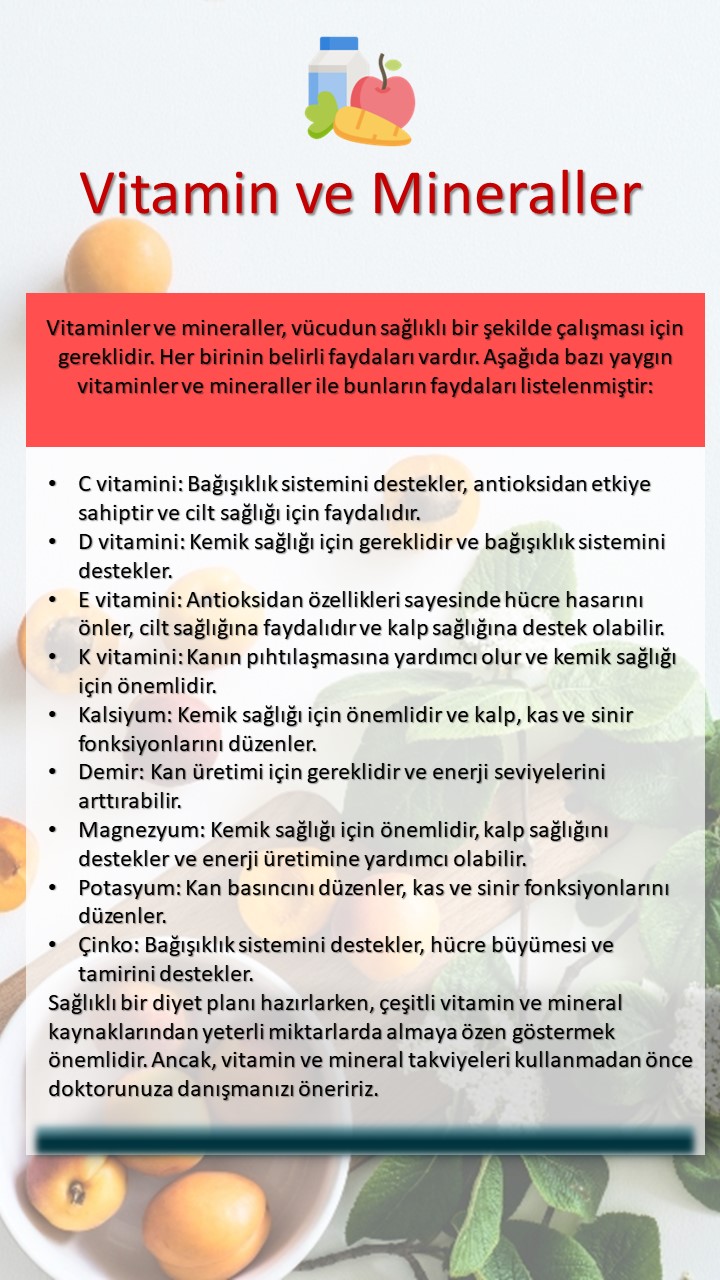 Vitamin ve Mineraller
Vitaminler ve mineraller, vücudun sağlıklı bir şekilde çalışması için
gereklidir. Her birinin belirli faydaları vardır. Aşağıda bazı yaygın
vitaminler ve mineraller ile bunların faydaları listelenmiştir:
• C vitamini: Bağışıklık sistemini destekler, antioksidan etkiye
sahiptir ve cilt sağlığı için faydalıdır.
• D vitamini: Kemik sağlığı için gereklidir ve bağışıklık sistemini
destekler.
• E vitamini: Antioksidan özellikleri sayesinde hücre hasarını
önler, cilt sağlığına faydalıdır ve kalp sağlığına destek olabilir.
• K vitamini: Kanın pıhtılaşmasına yardımcı olur ve kemik sağlığı
için önemlidir.
• Kalsiyum: Kemik sağlığı için önemlidir ve kalp, kas ve sinir
fonksiyonlarını düzenler.
• Demir: Kan üretimi için gereklidir ve enerji seviyelerini
arttırabilir.
• Magnezyum: Kemik sağlığı için önemlidir, kalp sağlığını
destekler ve enerji üretimine yardımcı olabilir.
• Potasyum: Kan basıncını düzenler, kas ve sinir fonksiyonlarını
düzenler.
• Çinko: Bağışıklık sistemini destekler, hücre büyümesi ve
tamirini destekler.
Sağlıklı bir diyet planı hazırlarken, çeşitli vitamin ve mineral
kaynaklarından yeterli miktarlarda almaya özen göstermek
önemlidir. Ancak, vitamin ve mineral takviyeleri kullanmadan önce
doktorunuza danışmanızı öneririz.